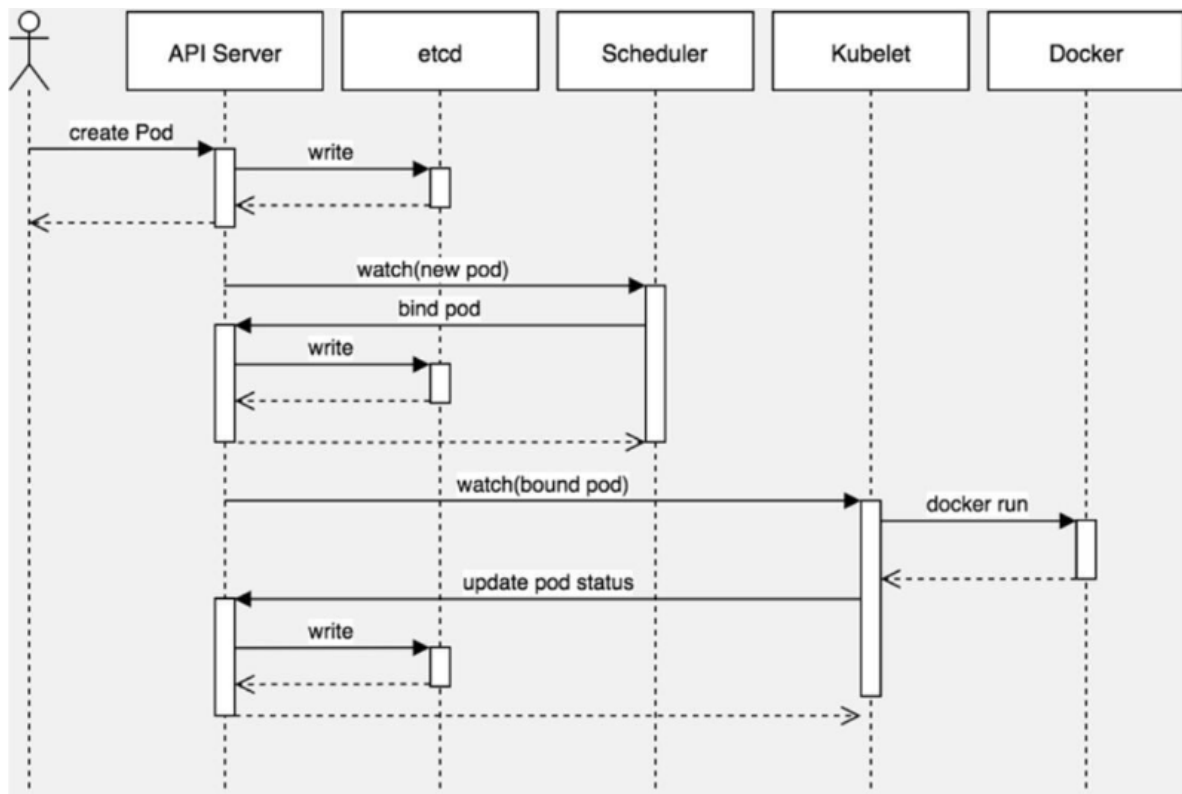 API Server
etcd
Scheduler
Kubelet
Docker
create Pod
write
watch(new pod)
bind pod
write
watch(bound pod)
docker run
update pod status
write